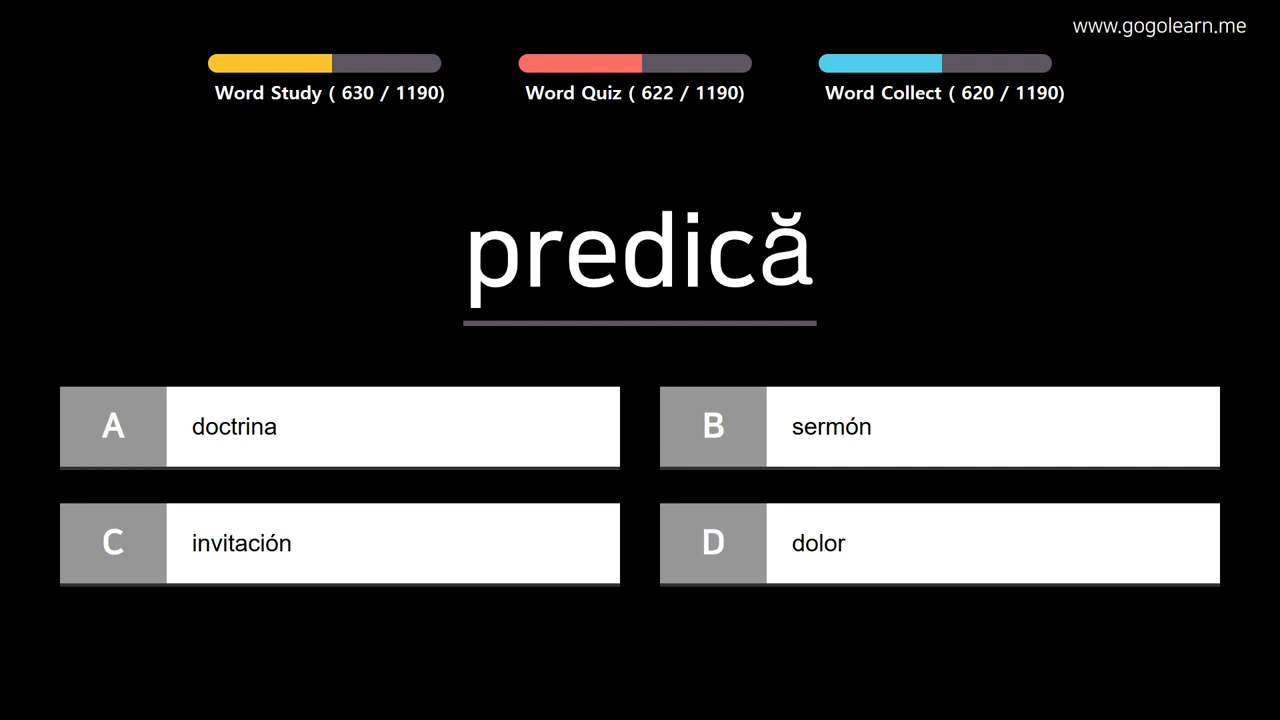 www.gogolearn.me
Word Study ( 630 / 1190)
Word Quiz ( 622 / 1190)
Word Collect ( 620 / 1190)
predică
A
doctrina
B
sermón
C
invitación
D
dolor